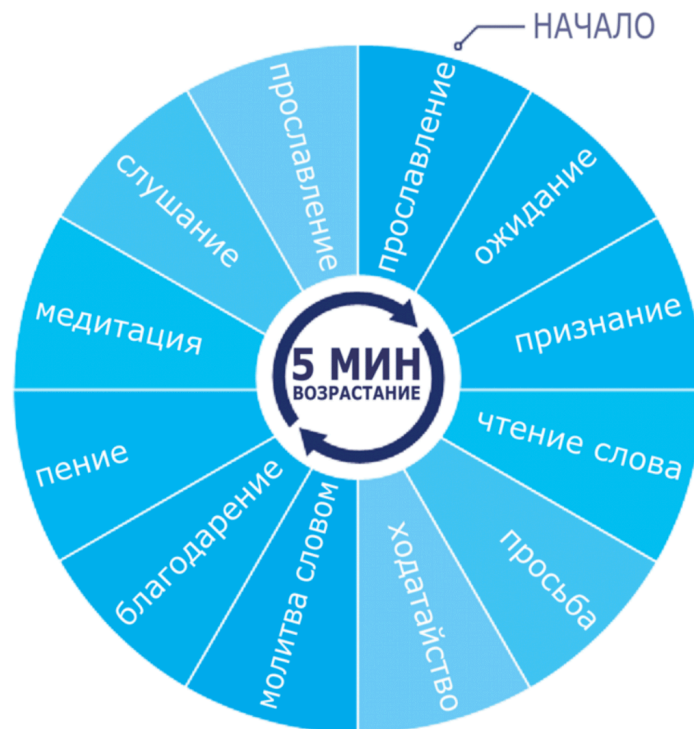 НАЧАЛО
прославление
ожидание
признание
чтение слова
просьба
ходатайство
молитва словом
благодарение
пение
медитация
слушание
прославление
5 МИН
ВОЗРАСТАНИЕ